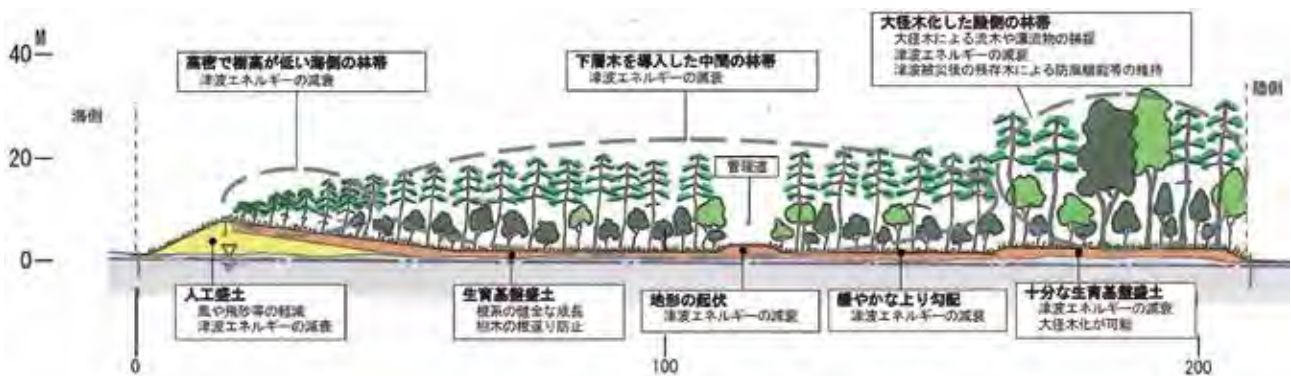 M
40
20
0
海側
陸側
高密で樹高が低い海側の林帯
津波エネルギーの減衰
下層木を導入した中間の林帯
津波エネルギーの減衰
大径木化した陸側の林帯
大径木による流木や漂流物の捕捉
津波エネルギーの減衰
津波被災後の残存木による防風機能等の維持
管理道
人工盛土
風や飛砂等の軽減
津波エネルギーの減衰
生育基盤盛土
根系の健全な成長
樹木の根返り防止
地形の起伏
津波エネルギーの減衰
緩やかな上り勾配
津波エネルギーの減衰
十分な生育基盤盛土
津波エネルギーの減衰
大径木化が可能
0
100
200